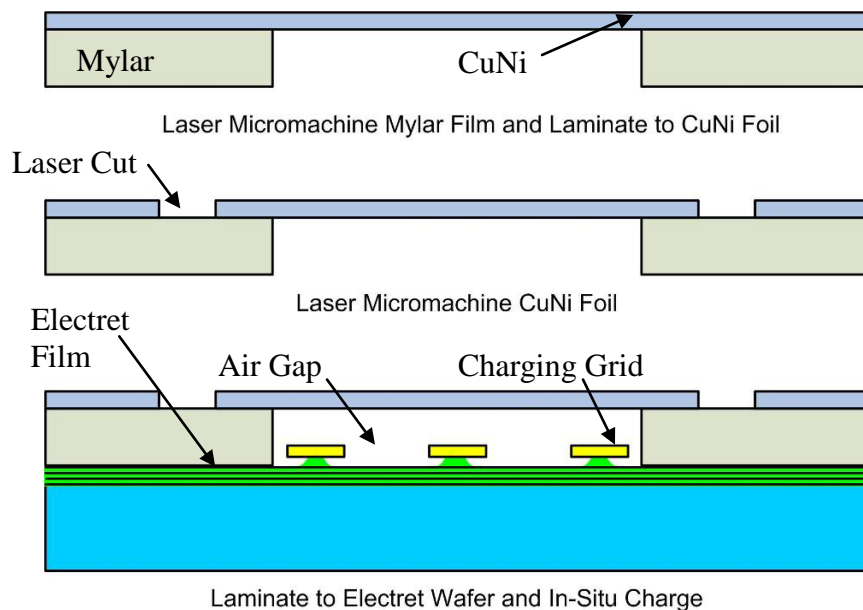 Mylar
CuNi
Laser Micromachine Mylar Film and Laminate to CuNi Foil
Laser Cut
Laser Micromachine CuNi Foil
Electret
Film
Air Gap
Charging Grid
Laminate to Electret Wafer and In-Situ Charge